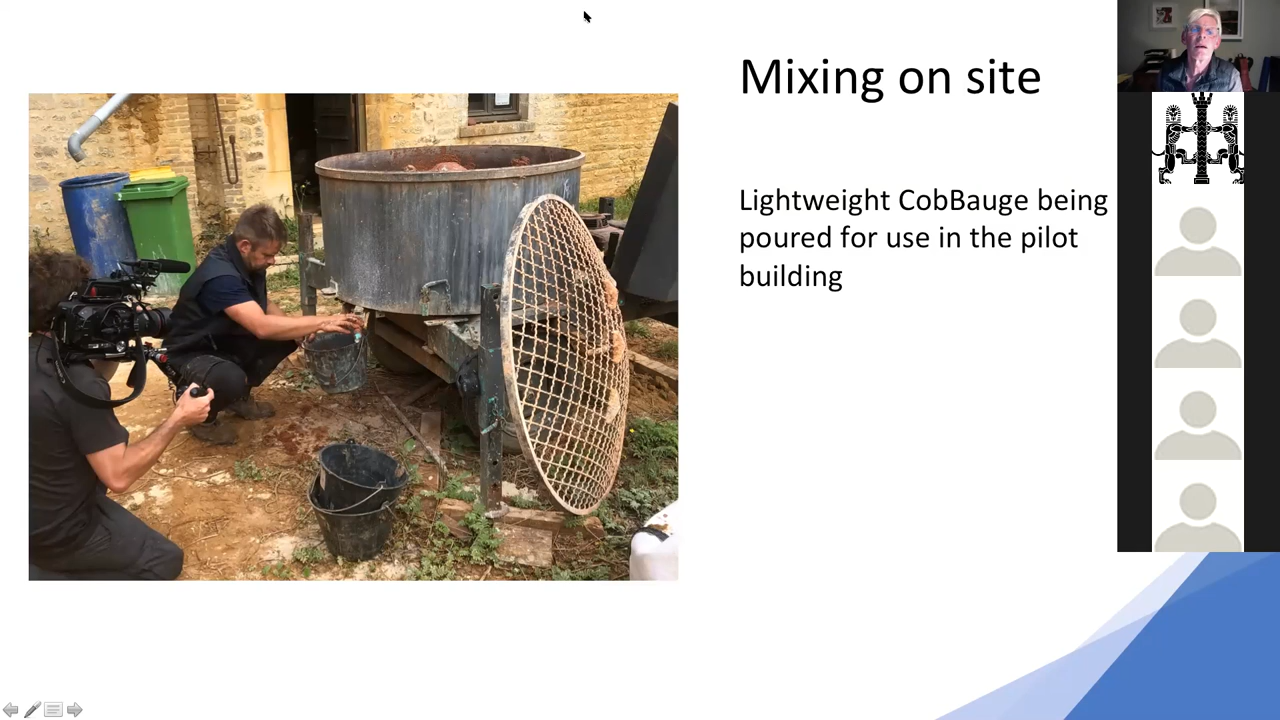 Mixing on site
Lightweight CobBauge being
poured for use in the pilot
building